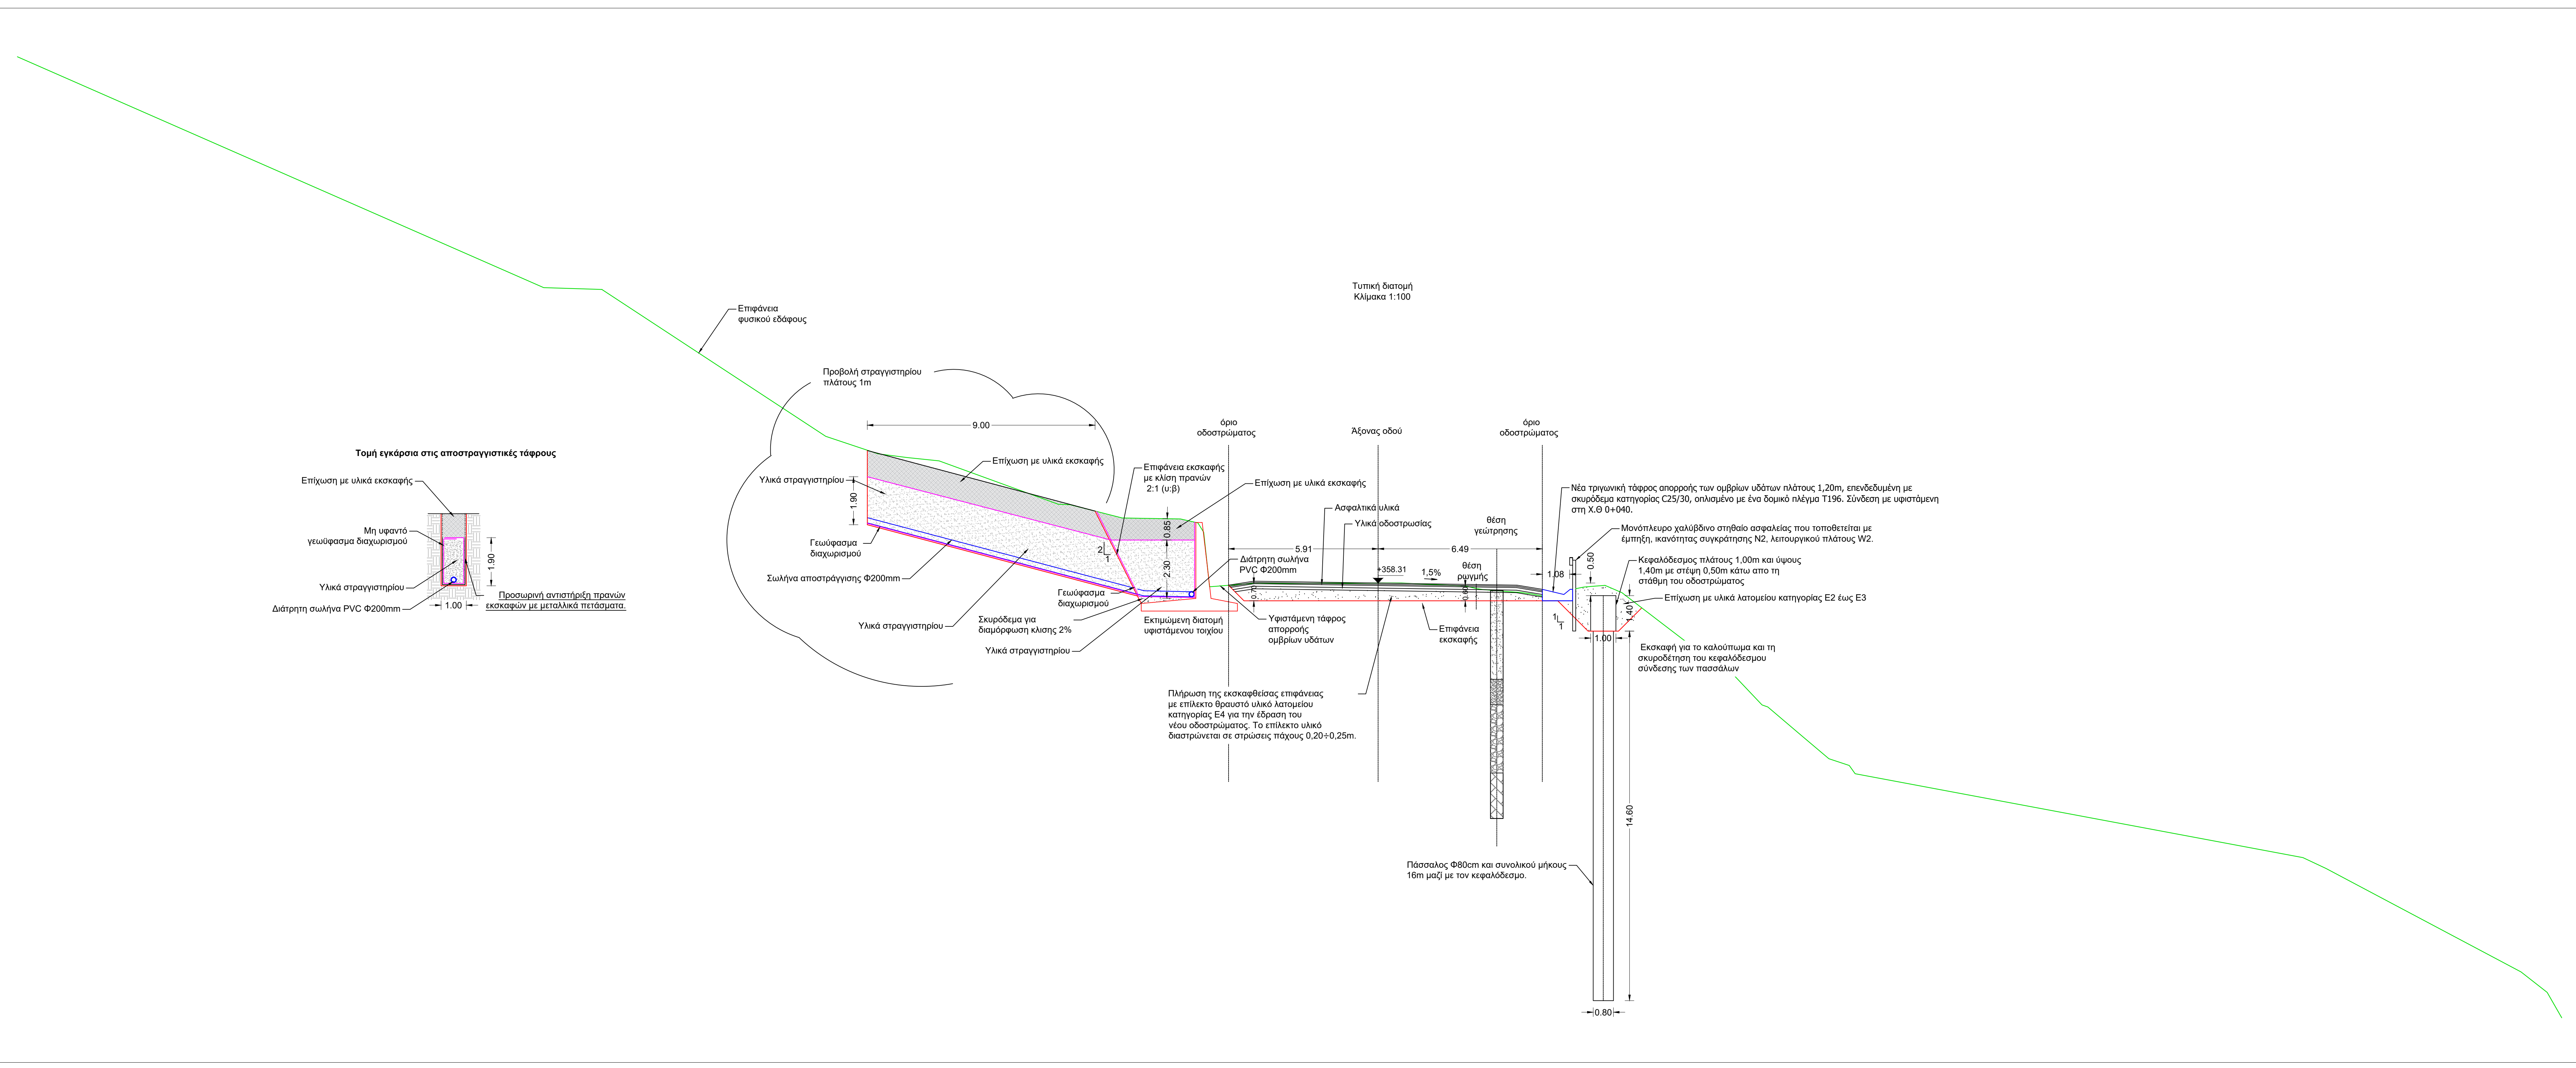 Τυπική διατομή
Κλίμακα 1:100
Επιφάνεια
φυσικού εδάφους
Προβολή στραγγιστηρίου
πλάτους 1m
9.00
Τομή εγκάρσια στις αποστραγγιστικές τάφρους
Επίχωση με υλικά εκσκαφής
Μη υφαντό
γεωύφασμα διαχωρισμού
Υλικά στραγγιστηρίου
Διάτρητη σωλήνα PVC Φ200mm
1.90
1.00
Προσωρινή αντιστήριξη πρανών
εκσκαφών με μεταλλικά πετάσματα.
Υλικά στραγγιστηρίου
1.90
Γεωύφασμα
διαχωρισμού
Σωλήνα αποστράγγισης Φ200mm
Υλικά στραγγιστηρίου
Επίχωση με υλικά εκσκαφής
Επιφάνεια εκσκαφής
με κλίση πρανών
2:1 (υ:β)
2
1
Επίχωση με υλικά εκσκαφής
0.85
2.30
Διάτρητη σωλήνα
PVC Φ200mm
Γεωύφασμα
διαχωρισμού
Σκυρόδεμα για
διαμόρφωση κλισης 2%
Υλικά στραγγιστηρίου
Εκτιμώμενη διατομή
υφιστάμενου τοιχίου
όριο
οδοστρώματος
Άξονας οδού
όριο
οδοστρώματος
Ασφαλτικά υλικά
Υλικά οδοστρωσίας
5.91
6.49
+358.31
1,5%
θέση
γεώτρησης
θέση
ρωγμής
0.70
0.60
Υφιστάμενη τάφρος
απορροής
ομβρίων υδάτων
Επιφάνεια
εκσκαφής
Πλήρωση της εκσκαφθείσας επιφάνειας
με επίλεκτο θραυστό υλικό λατομείου
κατηγορίας Ε4 για την έδραση του
νέου οδοστρώματος. Το επίλεκτο υλικό
διαστρώνεται σε στρώσεις πάχους 0,20÷0,25m.
Νέα τριγωνική τάφρος απορροής των ομβρίων υδάτων πλάτους 1,20m, επενδεδυμένη με
σκυρόδεμα κατηγορίας C25/30, οπλισμένο με ένα δομικό πλέγμα Τ196. Σύνδεση με υφιστάμενη
στη Χ.Θ 0+040.
Μονόπλευρο χαλύβδινο στηθαίο ασφαλείας που τοποθετείται με
έμπηξη, ικανότητας συγκράτησης Ν2, λειτουργικού πλάτους W2.
1.08
0.50
Κεφαλόδεσμος πλάτους 1,00m και ύψους
1,40m με στέψη 0,50m κάτω απο τη
στάθμη του οδοστρώματος
Επίχωση με υλικά λατομείου κατηγορίας Ε2 έως Ε3
1.40
1
1
1.00
Εκσκαφή για το καλούπωμα και τη
σκυροδέτηση του κεφαλόδεσμου
σύνδεσης των πασσάλων
14.60
Πάσσαλος Φ80cm και συνολικού μήκους
16m μαζί με τον κεφαλόδεσμο.
0.80